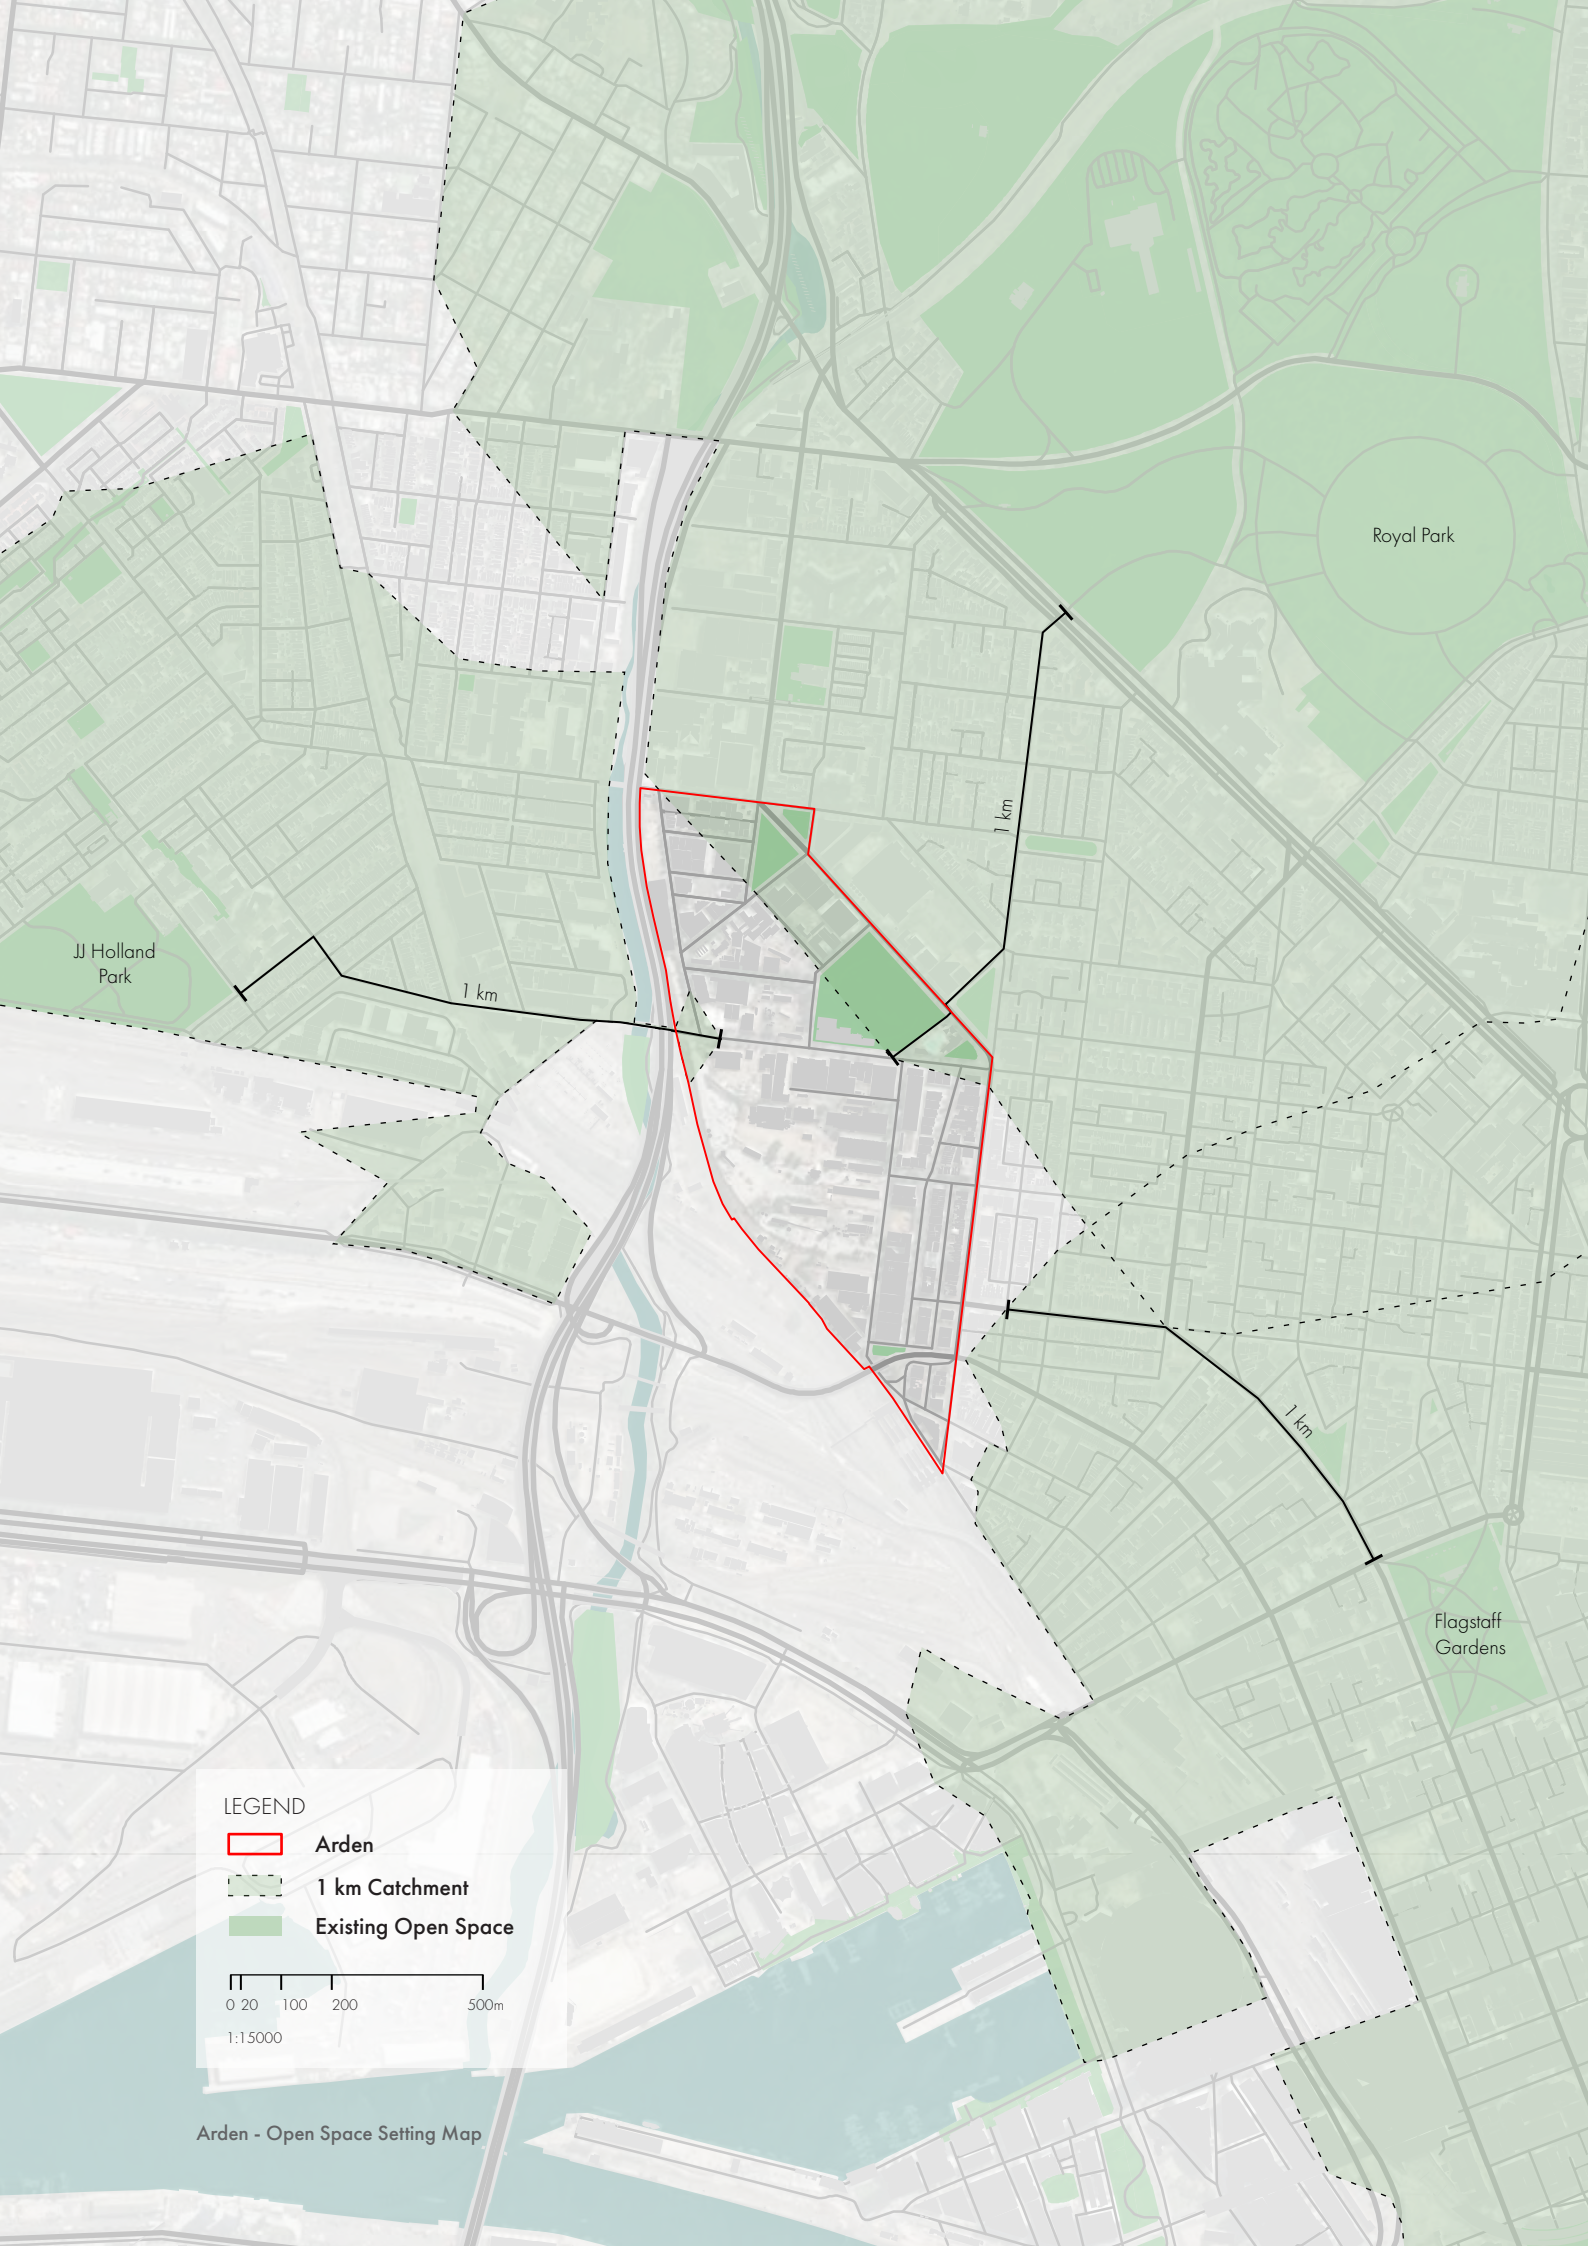 Royal Park
1 km
JJ Holland
Park
1 km
1 km
Flagstaff
Gardens
LEGEND
Arden
1 km Catchment
Existing Open Space
0 20 100 200 500m
1:15000
Arden - Open Space Setting Map